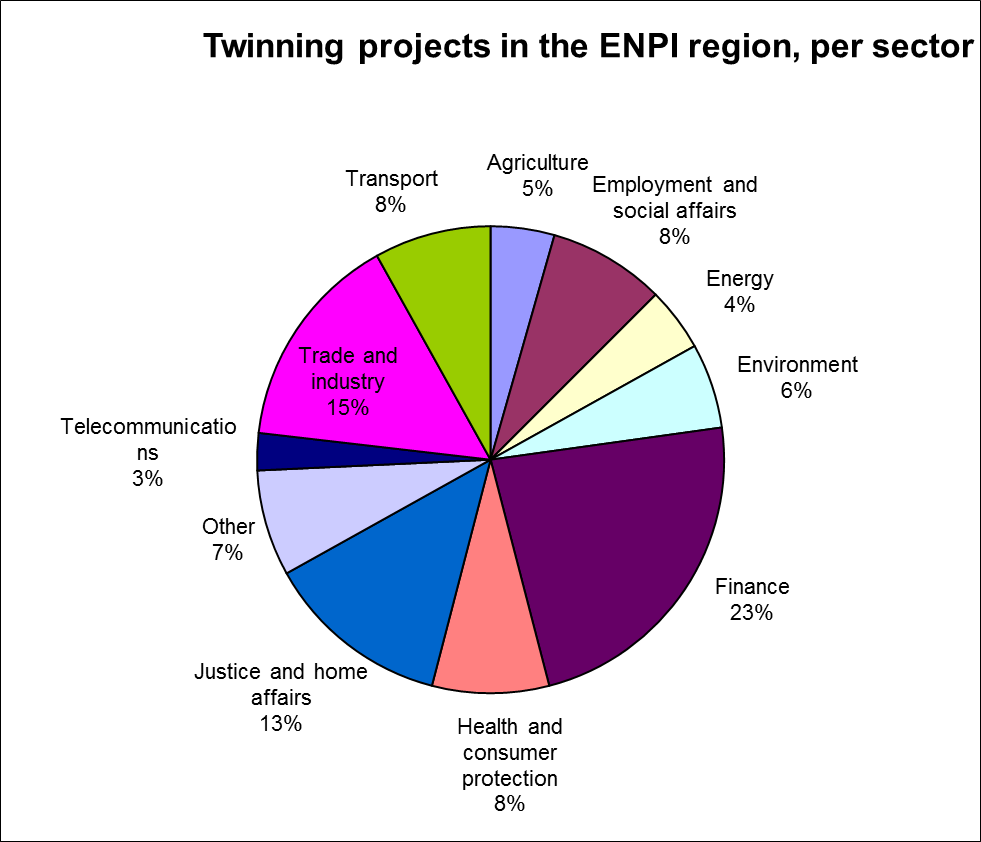 Twinning projects in the ENPI region, per sector
Agriculture
5%
Employment and
social affairs
8%
Energy
4%
Environment
6%
Finance
23%
Health and
consumer
protection
8%
Justice and home
affairs
13%
Other
7%
Telecommunicatio
ns
3%
Trade and
industry
15%
Transport
8%